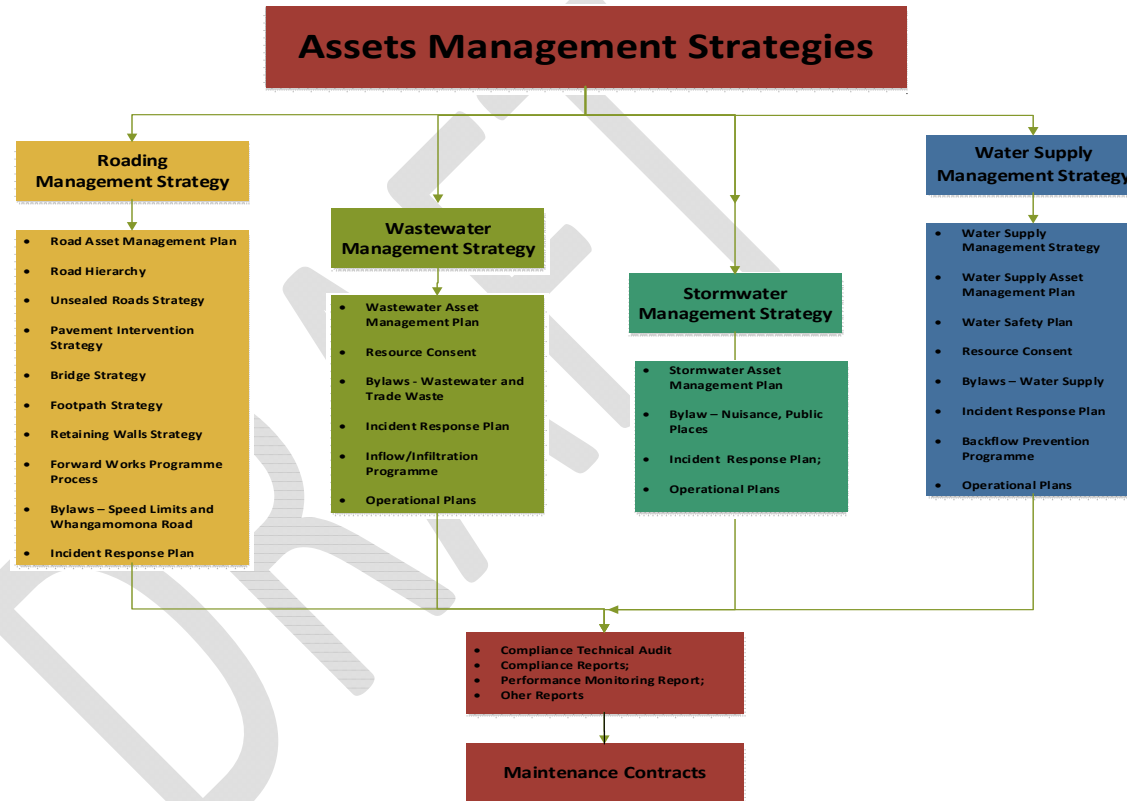 Assets Management Strategies
Roading
Management Strategy
• Road Asset Management Plan
• Road Hierarchy
• Unsealed Roads Strategy
• Pavement Intervention
Strategy
• Bridge Strategy
• Footpath Strategy
• Retaining Walls Strategy
• Forward Works Programme
Process
• Bylaws – Speed Limits and
Whangamomona Road
• Incident Response Plan
Wastewater
Management Strategy
• Wastewater Asset
Management Plan
• Resource Consent
• Bylaws - Wastewater and
Trade Waste
• Incident Response Plan
• Inflow/Infiltration
Programme
• Operational Plans
Stormwater
Management Strategy
• Stormwater Asset
Management Plan
• Bylaw – Nuisance, Public
Places
• Incident Response Plan;
• Operational Plans
Water Supply
Management Strategy
• Water Supply
Management Strategy
• Water Supply Asset
Management Plan
• Water Safety Plan
• Resource Consent
• Bylaws – Water Supply
• Incident Response Plan
• Backflow Prevention
Programme
• Operational Plans
• Compliance Technical Audit
• Compliance Reports;
• Performance Monitoring Report;
• Oher Reports
Maintenance Contracts
DRAFT